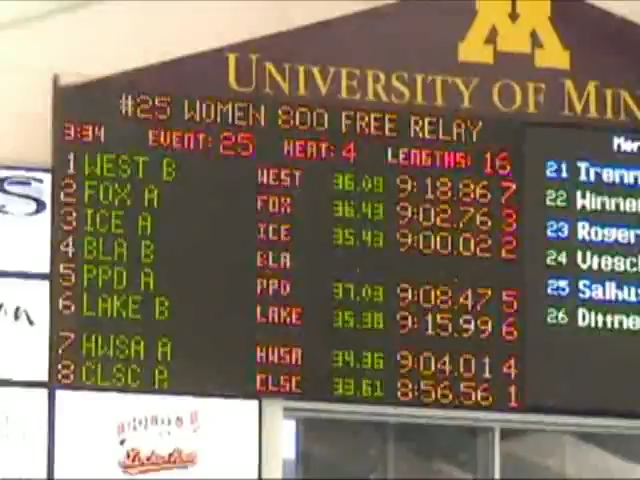 M
UNIVERSITY OF MIN
#25 WOMEN 800 FREE RELAY
3:34 EVENT: 25 HEAT: 4 LENGTHS: 16
1 WEST B WEST 36.09 9:18.86 7
2 FOX A FOX 36.43 9:02.76 3
3 ICE A ICE 35.43 9:00.02 2
4 BLA B BLA
5 PPD A PPD 37.03 9:08.47 5
6 LAKE B LAKE 35.38 9:15.99 6
7 HWSA A HWSA 34.36 9:04.01 4
8 CLSC A CLSC 33.61 8:56.56 1
Mer
21 Trenn
22 Winne
23 Roger
24 Vresc
25 Salhu
26 Dittne
S